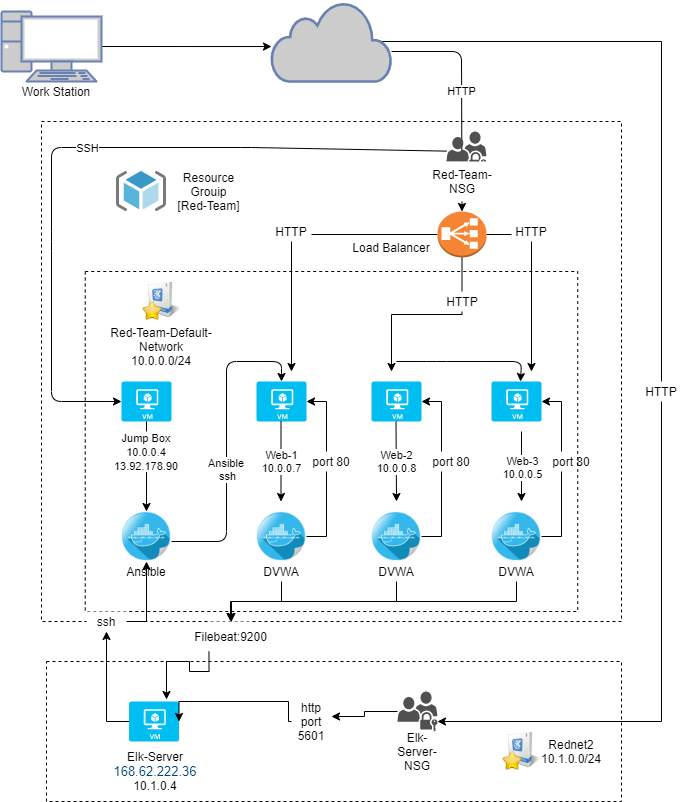 Work Station
HTTP
SSH
Red-Team-
NSG
Resource
Group
[Red-Team]
HTTP
Load Balancer
HTTP
HTTP
Red-Team-Default-
Network
10.0.0.0/24
HTTP
VM
VM
VM
VM
Jump Box
10.0.0.4
13.92.178.90
Ansible
ssh
Web-1
10.0.0.7
port 80
Web-2
10.0.0.8
port 80
Web-3
10.0.0.5
port 80
Ansible
DVWA
DVWA
DVWA
ssh
Filebeat:9200
VM
http
port
5601
Elk-
Server-
NSG
Rednet2
10.1.0.0/24
Elk-Server
168.62.222.36
10.1.0.4